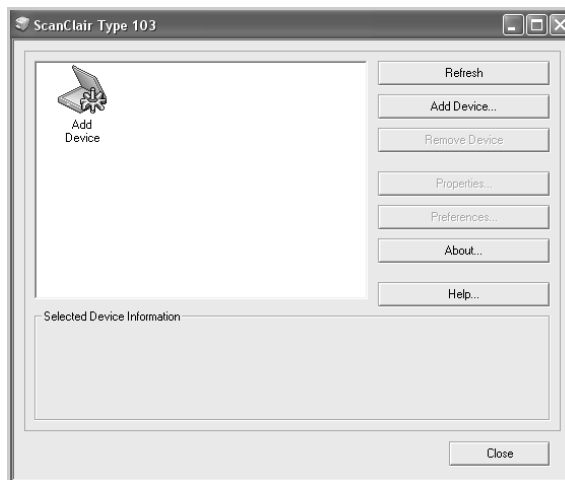 ScanClair Type 103
Add
Device
Refresh
Add Device...
Remove Device
Properties...
Preferences...
About...
Help...
Selected Device Information
Close